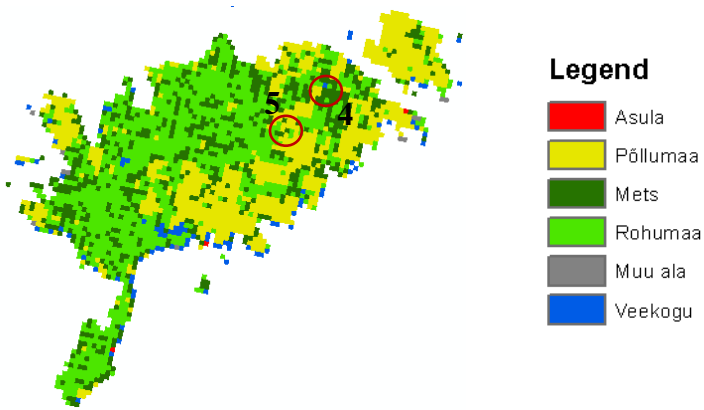 5
4
Legend
Asula
Põllumaa
Mets
Rohumaa
Muu ala
Veekogu